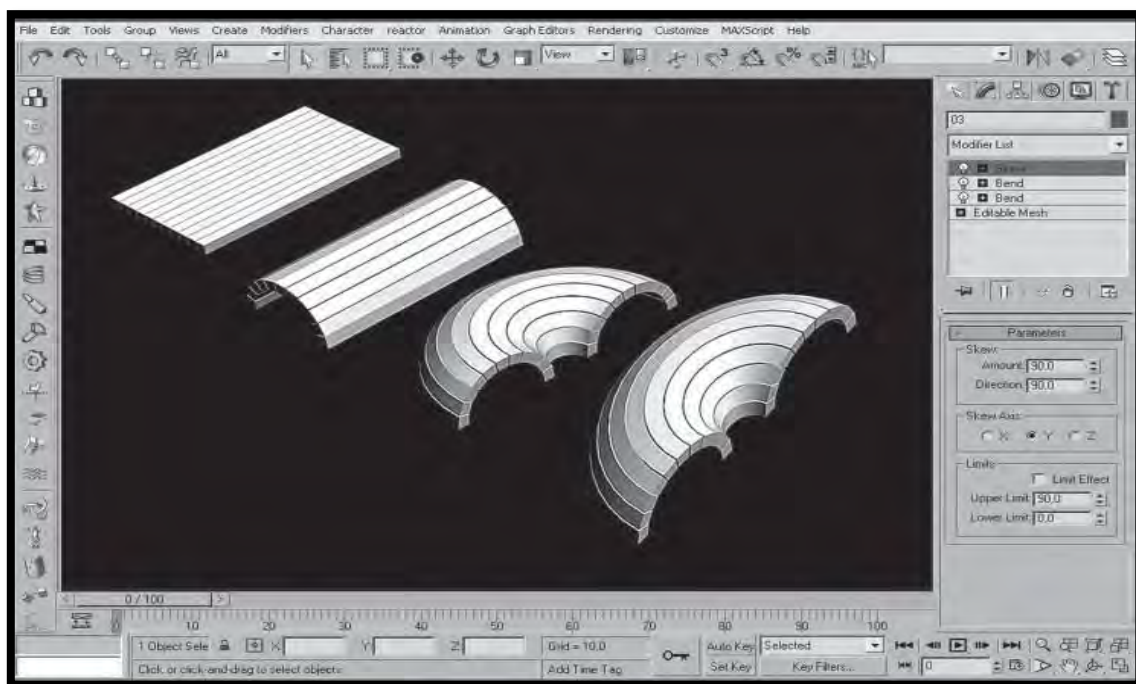 File Edit Tools Group Views Create Modifiers Character reactor Animation Graph Editors Rendering Customize MAXScript Help
All
View
03
Modifier List
Skew
Bend
Bend
Editable Mesh
Parameters
Skew:
Amount: 90.0
Direction: 90.0
Skew Axis:
X Y Z
Limits
Limit Effect
Upper Limit: 90.0
Lower Limit: 0.0
0 / 100
0 10 20 30 40 50 60 70 80 90 100
1 Object Sele X: Y: Z: Grid = 10.0 Auto Key Selected
Click or click-and-drag to select objects Add Time Tag Set Key Key Filters... 0